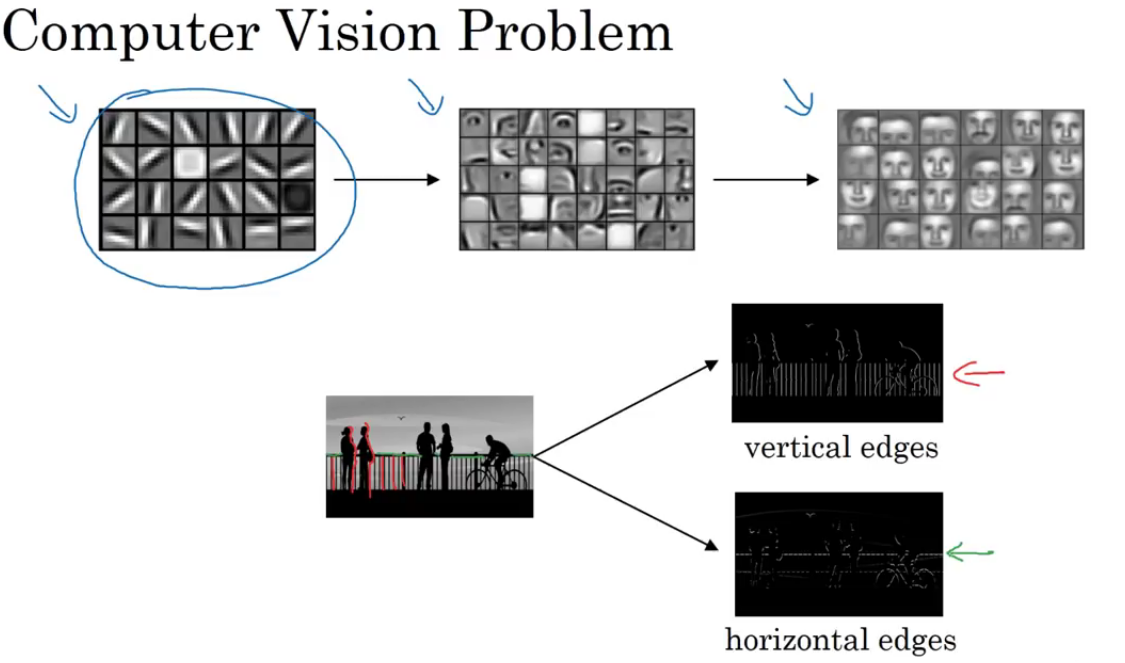 Computer Vision Problem
vertical edges
horizontal edges